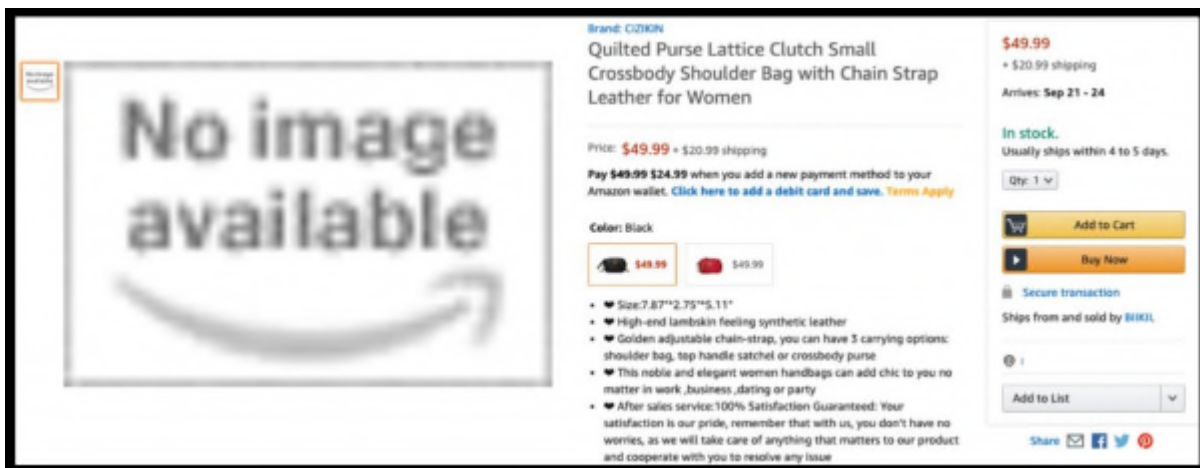 No image
available
No image
available
Brand: CIZIKIN
Quilted Purse Lattice Clutch Small
Crossbody Shoulder Bag with Chain Strap
Leather for Women
Price: $49.99 + $20.99 shipping
Pay $49.99 $24.99 when you add a new payment method to your
Amazon wallet. Click here to add a debit card and save. Terms Apply
Color: Black
$49.99
$49.99
• ❤ Size:7.87"*2.75"*5.11"
• ❤ High-end lambskin feeling synthetic leather
• ❤ Golden adjustable chain-strap, you can have 3 carrying options:
shoulder bag, top handle satchel or crossbody purse
• ❤ This noble and elegant women handbags can add chic to you no
matter in work ,business ,dating or party
• ❤ After sales service:100% Satisfaction Guaranteed: Your
satisfaction is our pride, remember that with us, you don't have no
worries, as we will take care of anything that matters to our product
and cooperate with you to resolve any issue
$49.99
+ $20.99 shipping
Arrives: Sep 21 - 24
In stock.
Usually ships within 4 to 5 days.
Qty: 1
Add to Cart
Buy Now
Secure transaction
Ships from and sold by
Add to List
Share